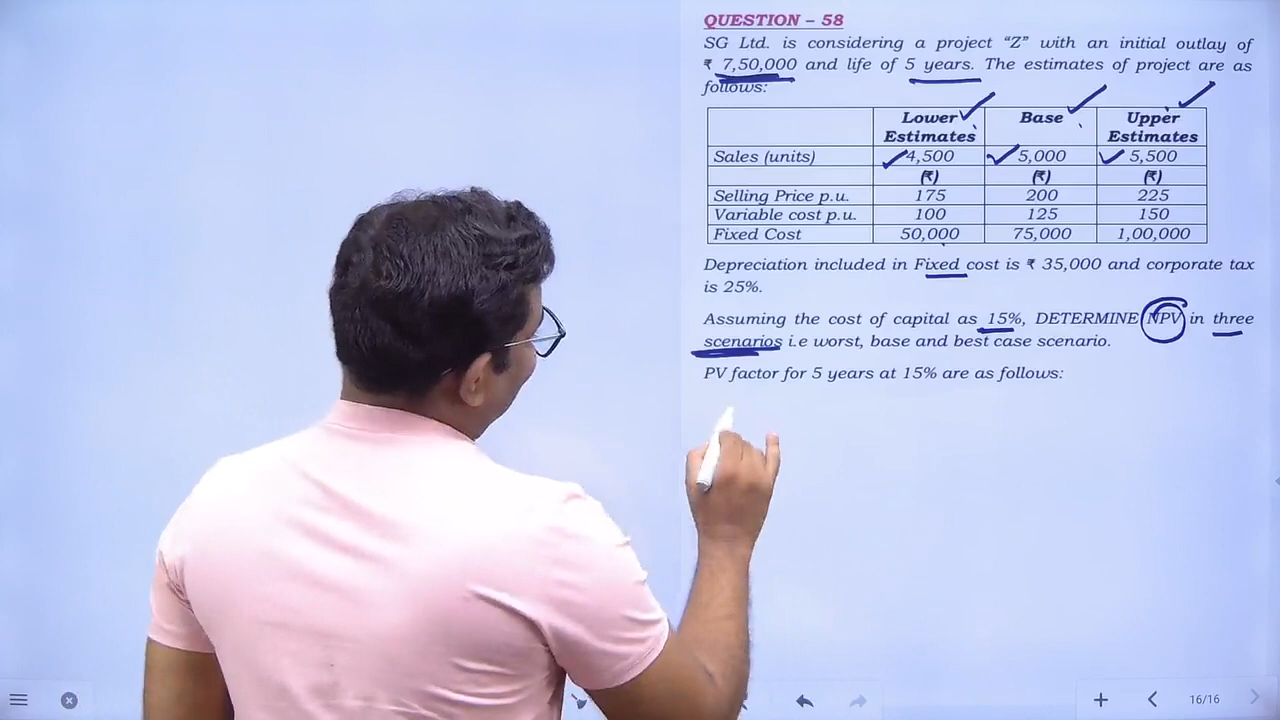 QUESTION – 58
SG Ltd. is considering a project “Z” with an initial outlay of
₹ 7,50,000 and life of 5 years. The estimates of project are as
follows:
Lower Estimates Base Upper Estimates
Sales (units) 4,500 5,000 5,500
(₹) (₹) (₹)
Selling Price p.u. 175 200 225
Variable cost p.u. 100 125 150
Fixed Cost 50,000 75,000 1,00,000
Depreciation included in Fixed cost is ₹ 35,000 and corporate tax
is 25%.
Assuming the cost of capital as 15%, DETERMINE NPV in three
scenarios i.e worst, base and best case scenario.
PV factor for 5 years at 15% are as follows:
16/16